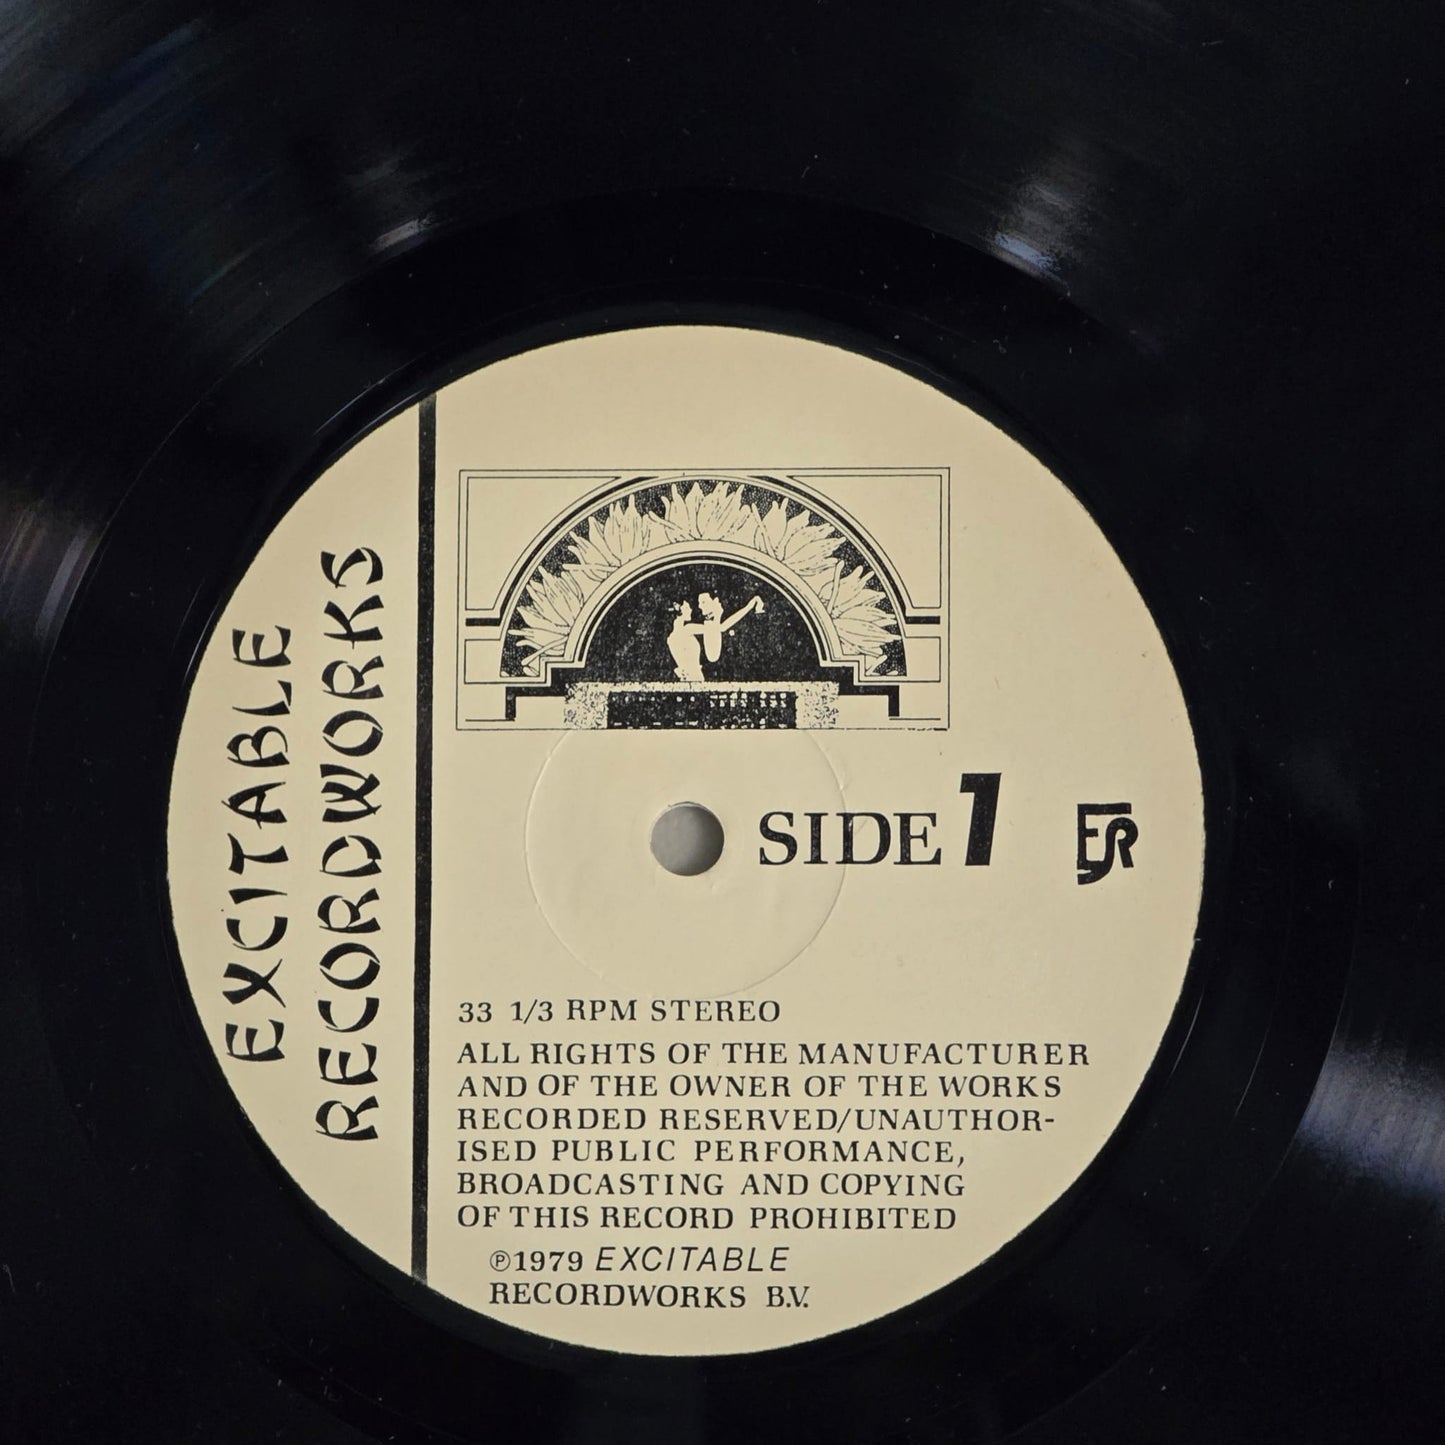 EXCITABLE
RECORDWORKS
SIDE 1
ER
33 1/3 RPM STEREO
ALL RIGHTS OF THE MANUFACTURER
AND OF THE OWNER OF THE WORKS
RECORDED RESERVED/UNAUTHOR-
ISED PUBLIC PERFORMANCE,
BROADCASTING AND COPYING
OF THIS RECORD PROHIBITED
℗1979 EXCITABLE
RECORDWORKS B.V.